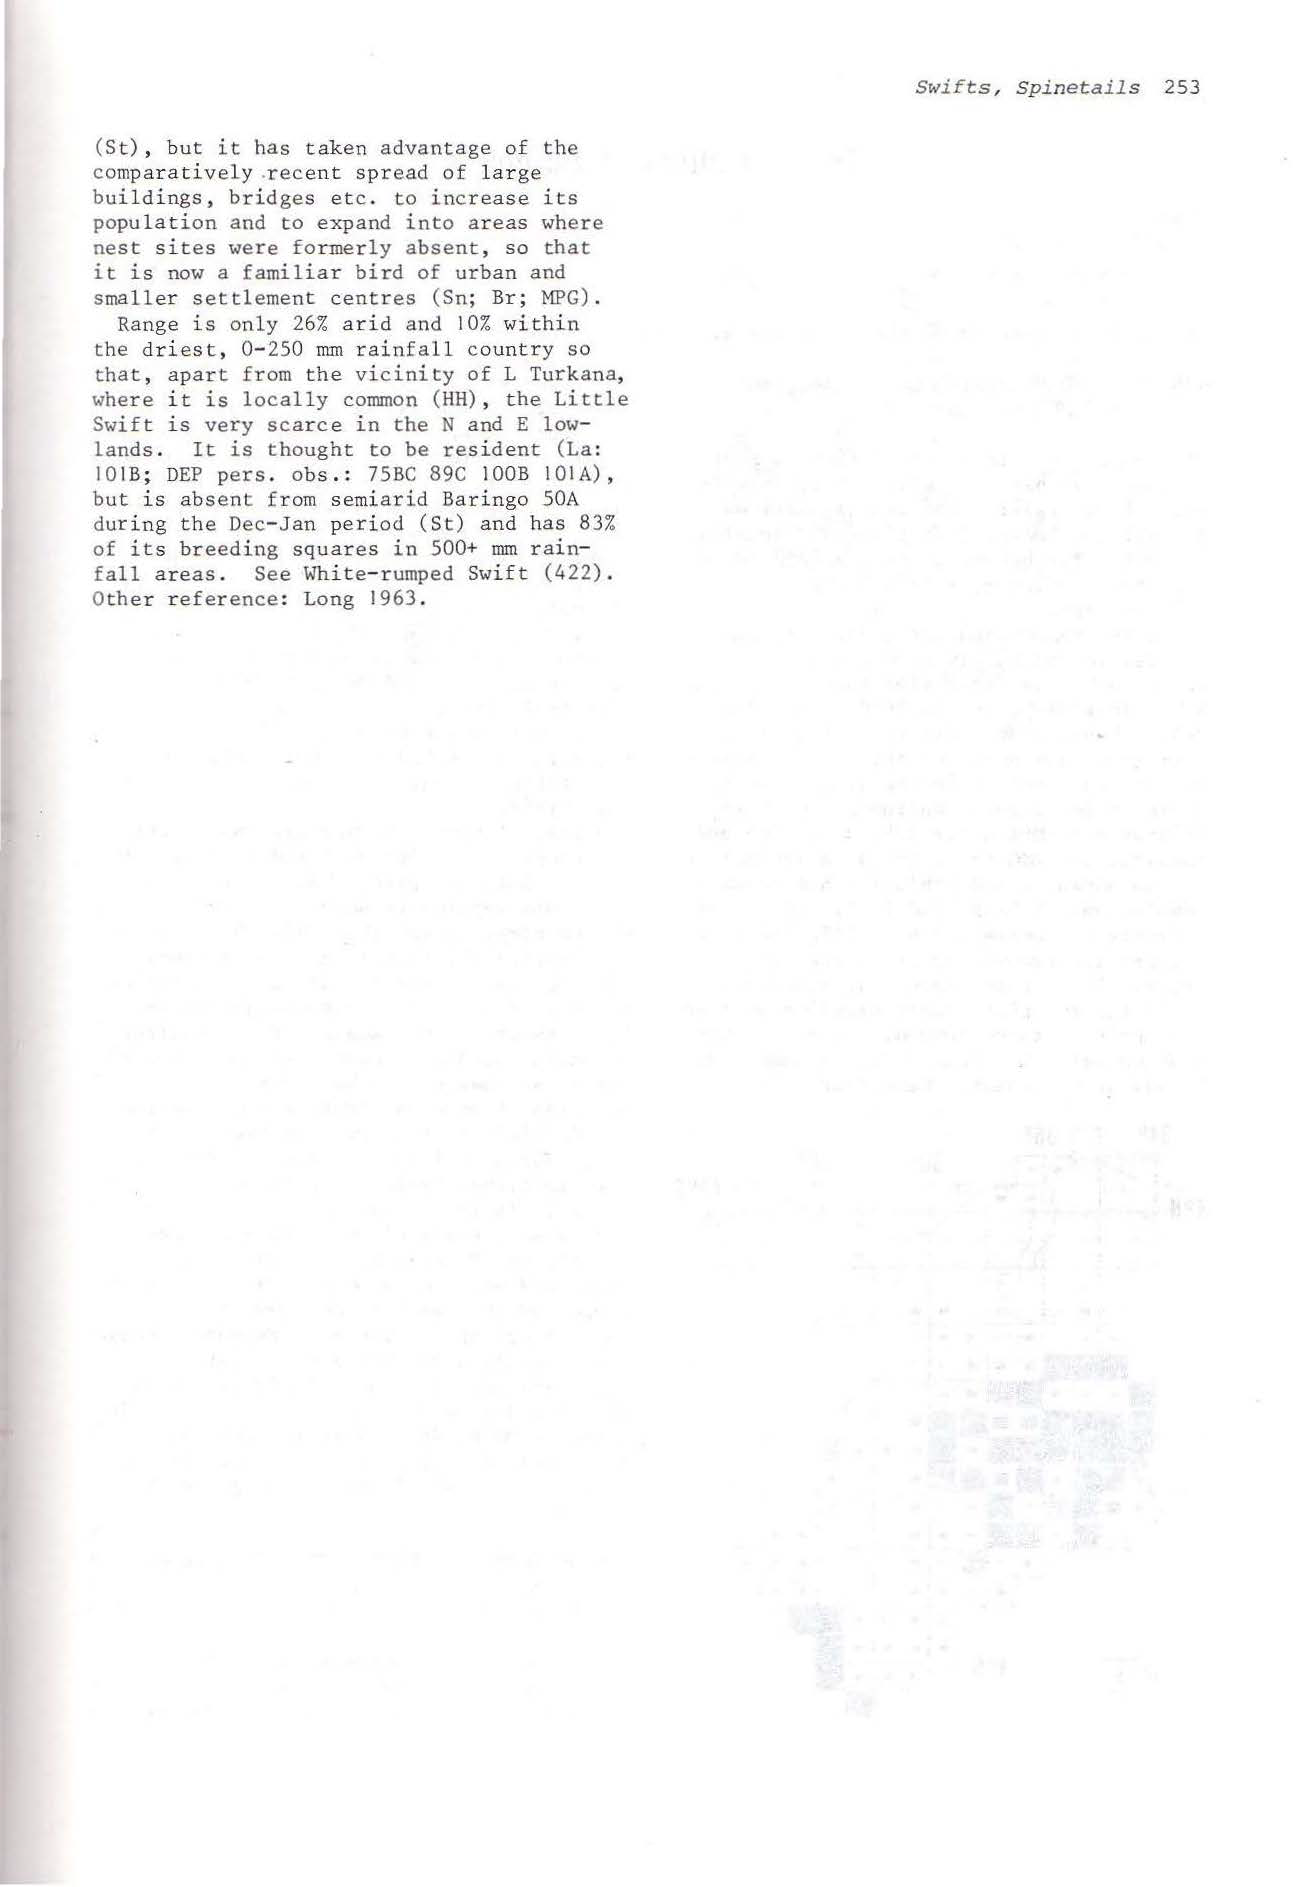 Swifts, Spinetails 253
(St), but it has taken advantage of the
comparatively recent spread of large
buildings, bridges etc. to increase its
population and to expand into areas where
nest sites were formerly absent, so that
it is now a familiar bird of urban and
smaller settlement centres (Sn; Br; MPG).
Range is only 26% arid and 10% within
the driest, 0-250 mm rainfall country so
that, apart from the vicinity of L Turkana,
where it is locally common (HH), the Little
Swift is very scarce in the N and E low-
lands. It is thought to be resident (La:
101B; DEP pers. obs.: 75BC 89C 100B 101A),
but is absent from semiarid Baringo 50A
during the Dec-Jan period (St) and has 83%
of its breeding squares in 500+ mm rain-
fall areas. See White-rumped Swift (422).
Other reference: Long 1963.